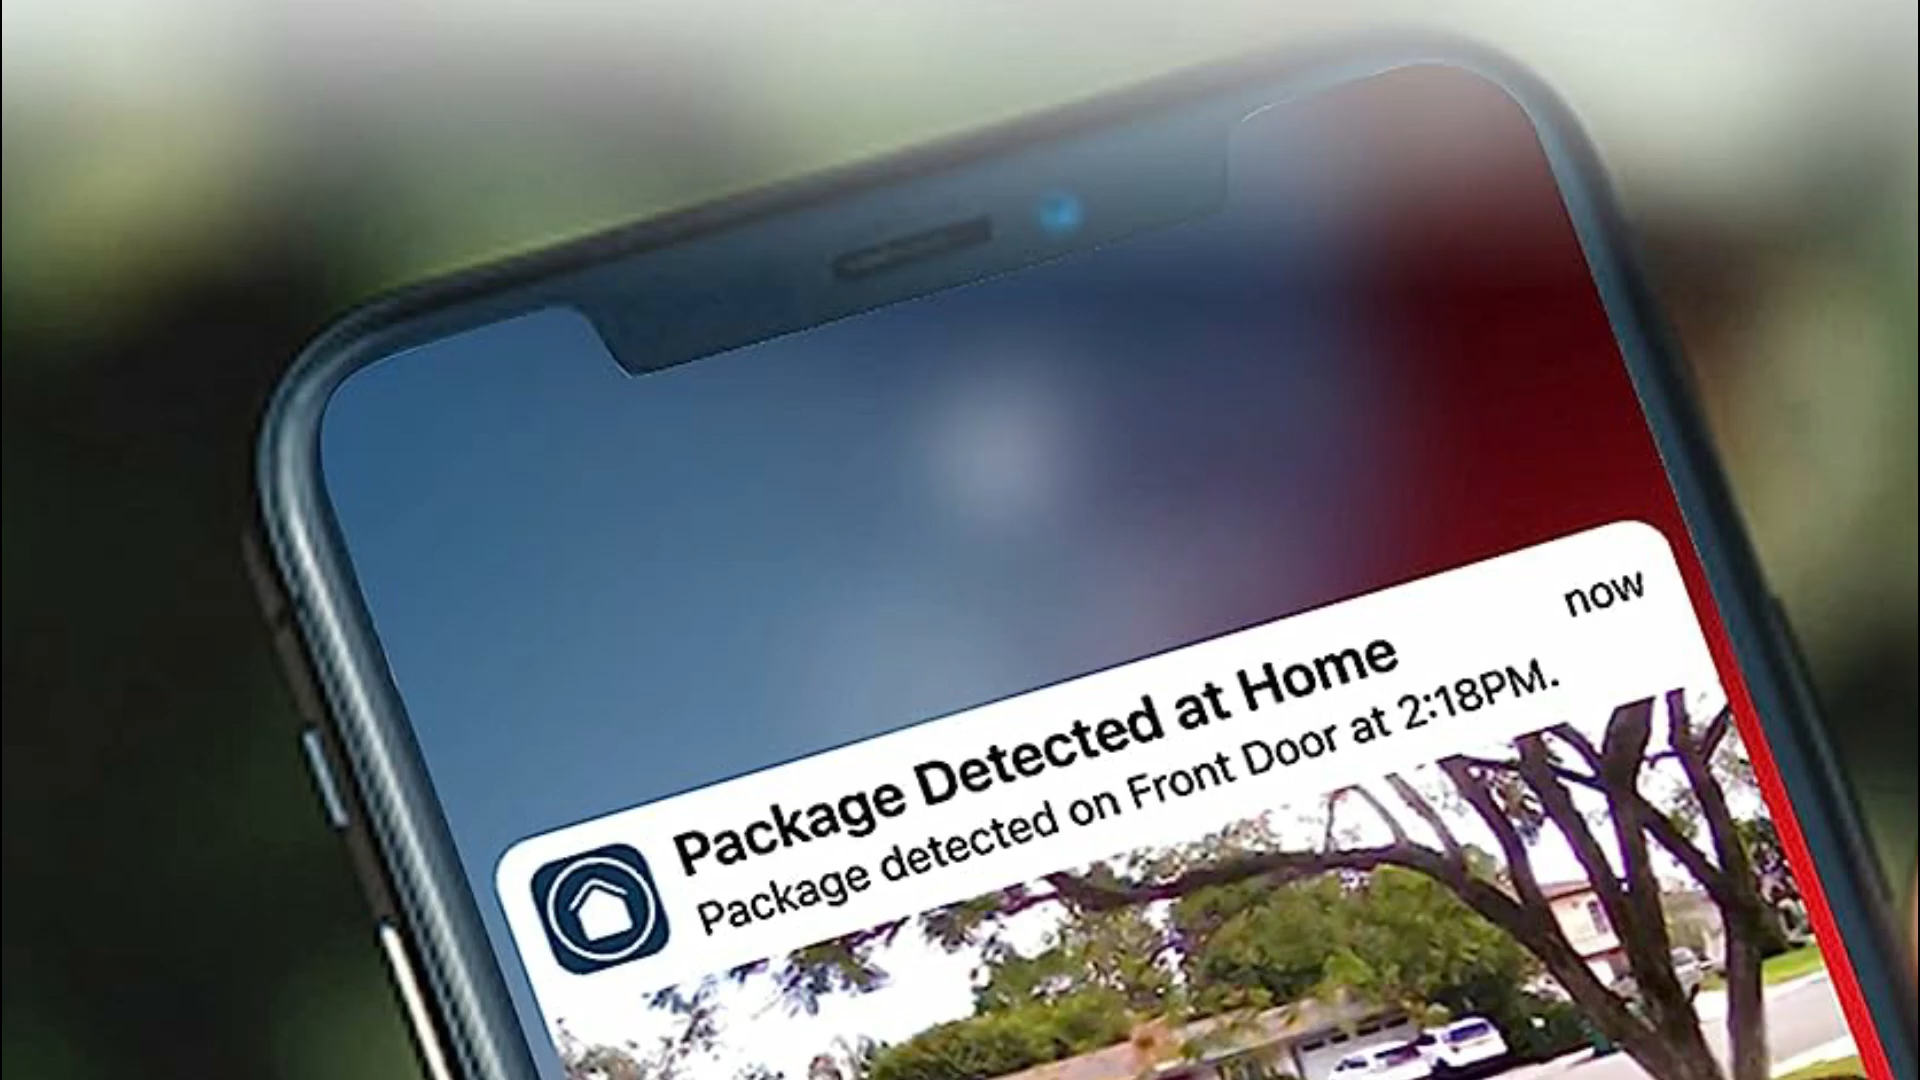 now
Package Detected at Home
Package detected on Front Door at 2:18PM.